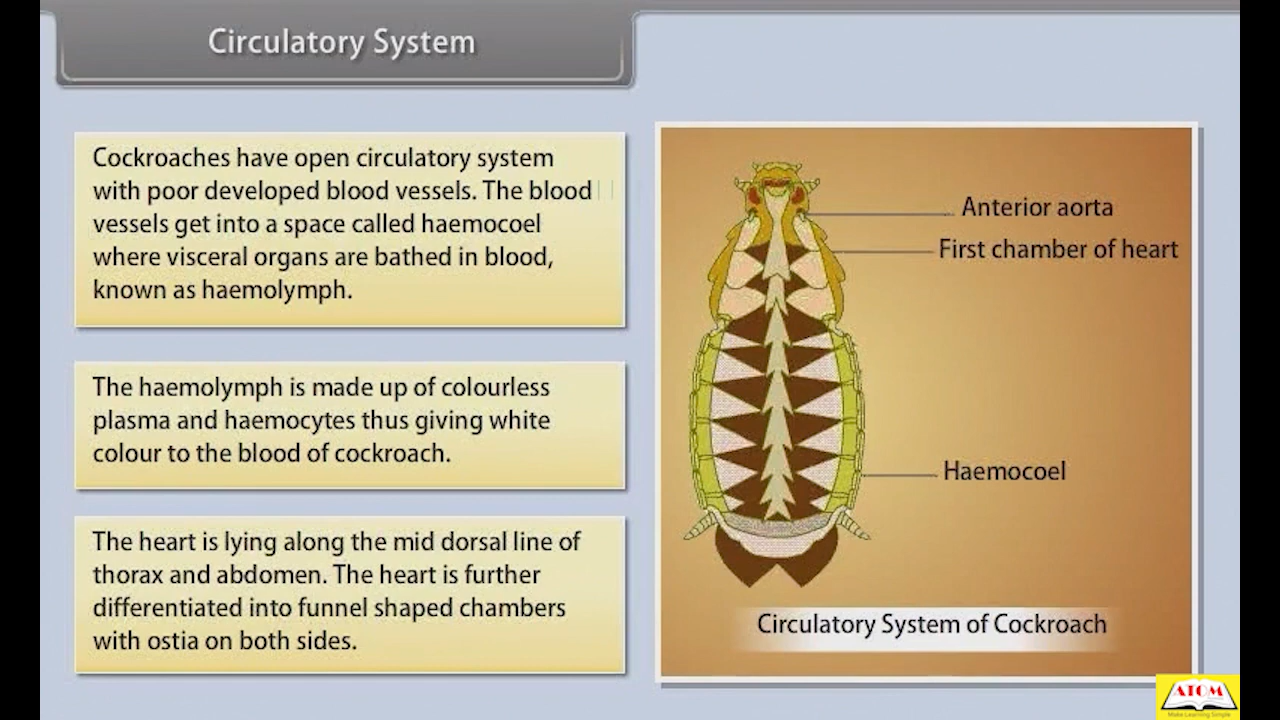 Circulatory System
Cockroaches have open circulatory system
with poor developed blood vessels. The blood
vessels get into a space called haemocoel
where visceral organs are bathed in blood,
known as haemolymph.
The haemolymph is made up of colourless
plasma and haemocytes thus giving white
colour to the blood of cockroach.
The heart is lying along the mid dorsal line of
thorax and abdomen. The heart is further
differentiated into funnel shaped chambers
with ostia on both sides.
Anterior aorta
First chamber of heart
Haemocoel
Circulatory System of Cockroach
ATOM
Make Learning Simple